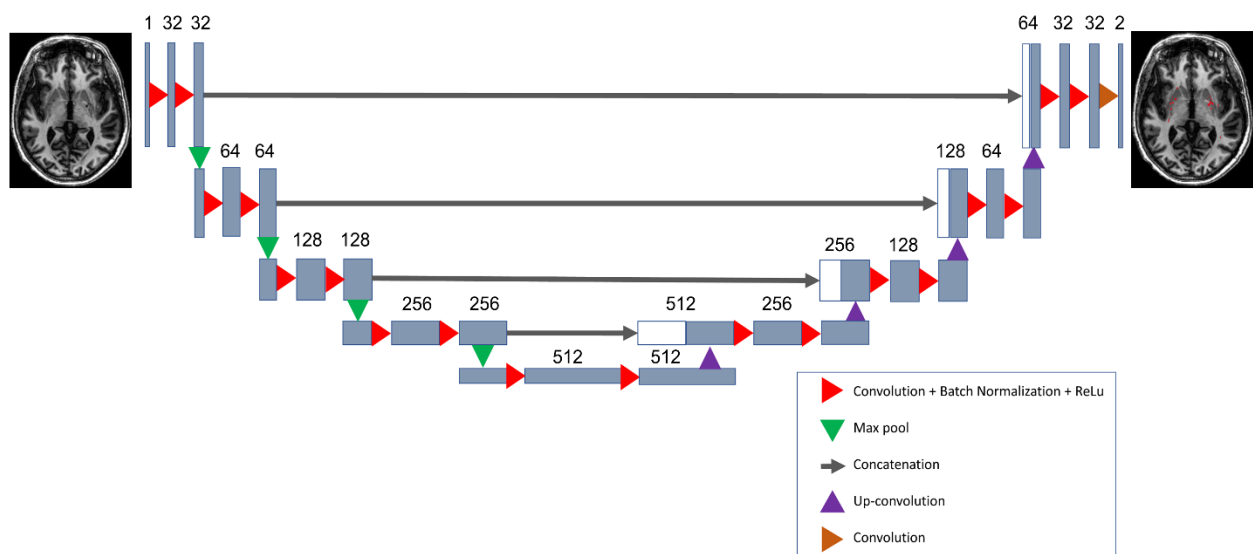 1 32 32
64 32 32 2
64 64
128 64
128 128
256 128
256 256
512 256
512 512
Convolution + Batch Normalization + ReLu
Max pool
Concatenation
Up-convolution
Convolution